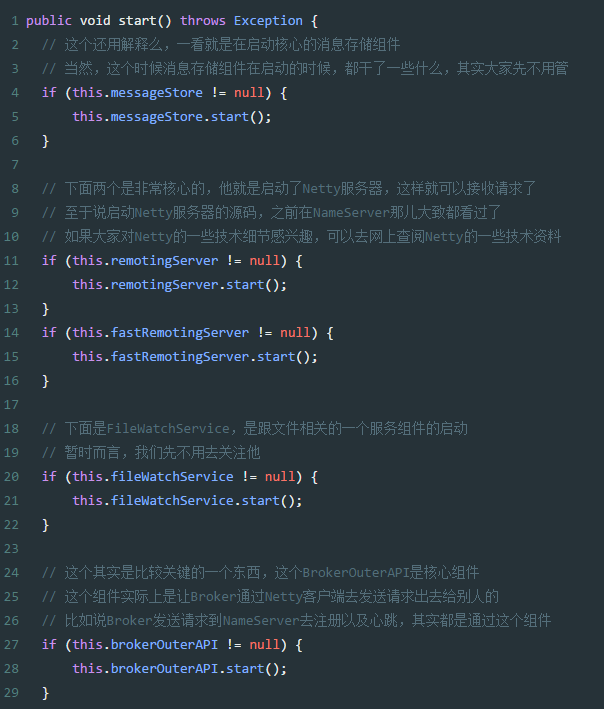 1 public void start() throws Exception {
2 // 这个还用解释么，一看就是在启动核心的消息存储组件
3 // 当然，这个时候消息存储组件在启动的时候，都干了一些什么，其实大家先不用管
4 if (this.messageStore != null) {
5 this.messageStore.start();
6 }
7
8 // 下面两个是非常核心的，他就是启动了Netty服务器，这样就可以接收请求了
9 // 至于说启动Netty服务器的源码，之前在NameServer那儿大致都看过了
10 // 如果大家对Netty的一些技术细节感兴趣，可以去网上查阅Netty的一些技术资料
11 if (this.remotingServer != null) {
12 this.remotingServer.start();
13 }
14 if (this.fastRemotingServer != null) {
15 this.fastRemotingServer.start();
16 }
17
18 // 下面是FileWatchService，是跟文件相关的一个服务组件的启动
19 // 暂时而言，我们先不用去关注他
20 if (this.fileWatchService != null) {
21 this.fileWatchService.start();
22 }
23
24 // 这个其实是比较关键的一个东西，这个BrokerOuterAPI是核心组件
25 // 这个组件实际上是让Broker通过Netty客户端去发送请求出去给别人的
26 // 比如说Broker发送请求到NameServer去注册以及心跳，其实都是通过这个组件
27 if (this.brokerOuterAPI != null) {
28 this.brokerOuterAPI.start();
29 }